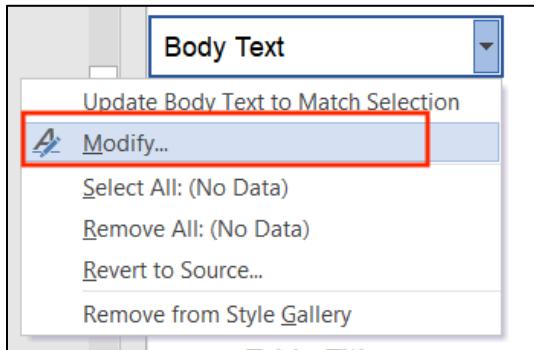 Body Text
Update Body Text to Match Selection
Modify...
Select All: (No Data)
Remove All: (No Data)
Revert to Source...
Remove from Style Gallery